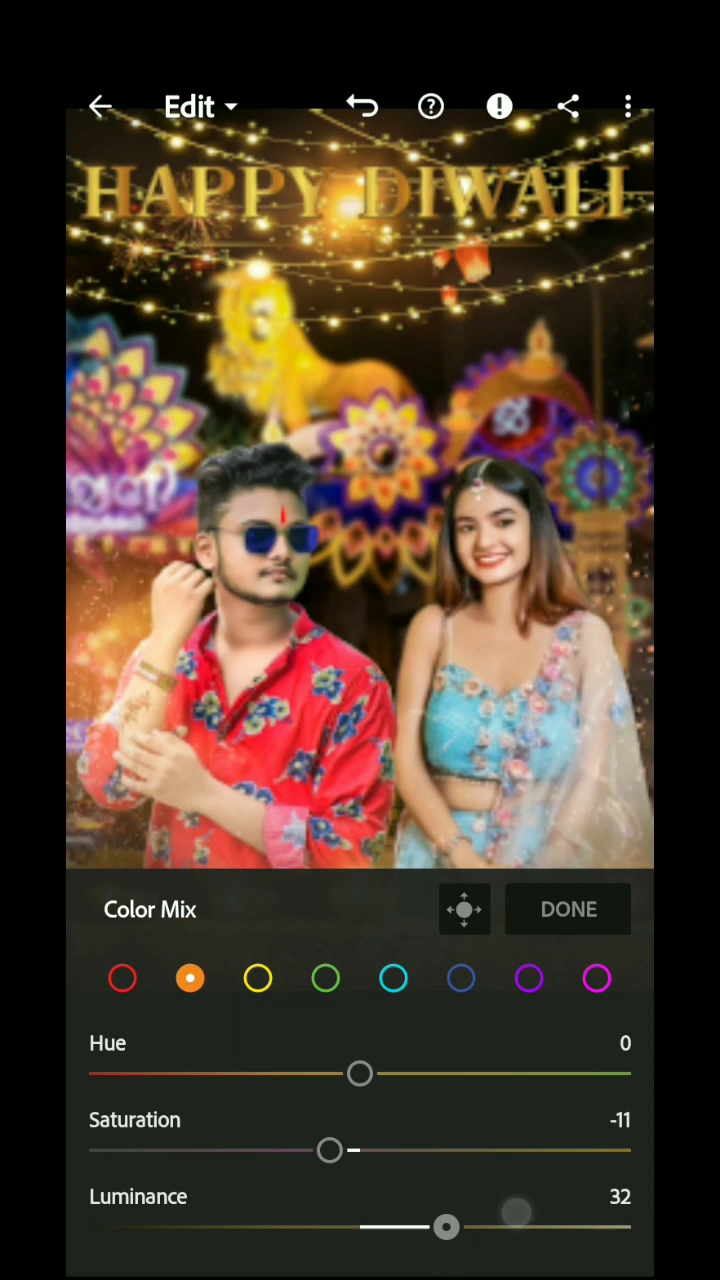 Edit
HAPPY DIWALI
Color Mix
DONE
Hue 0
Saturation -11
Luminance 32